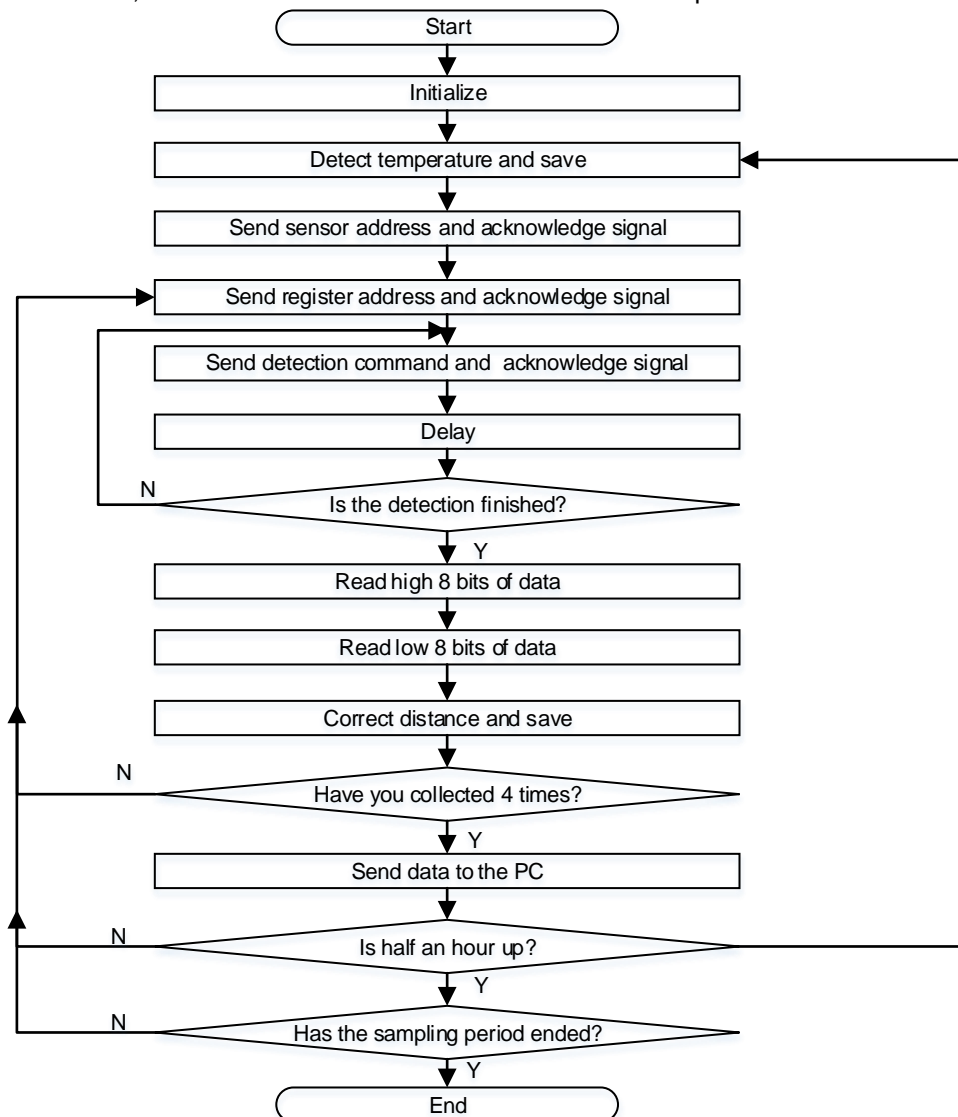 Start
Initialize
Detect temperature and save
Send sensor address and acknowledge signal
Send register address and acknowledge signal
Send detection command and acknowledge signal
Delay
N
Is the detection finished?
Y
Read high 8 bits of data
Read low 8 bits of data
Correct distance and save
N
Have you collected 4 times?
Y
Send data to the PC
N
Is half an hour up?
Y
N
Has the sampling period ended?
Y
End